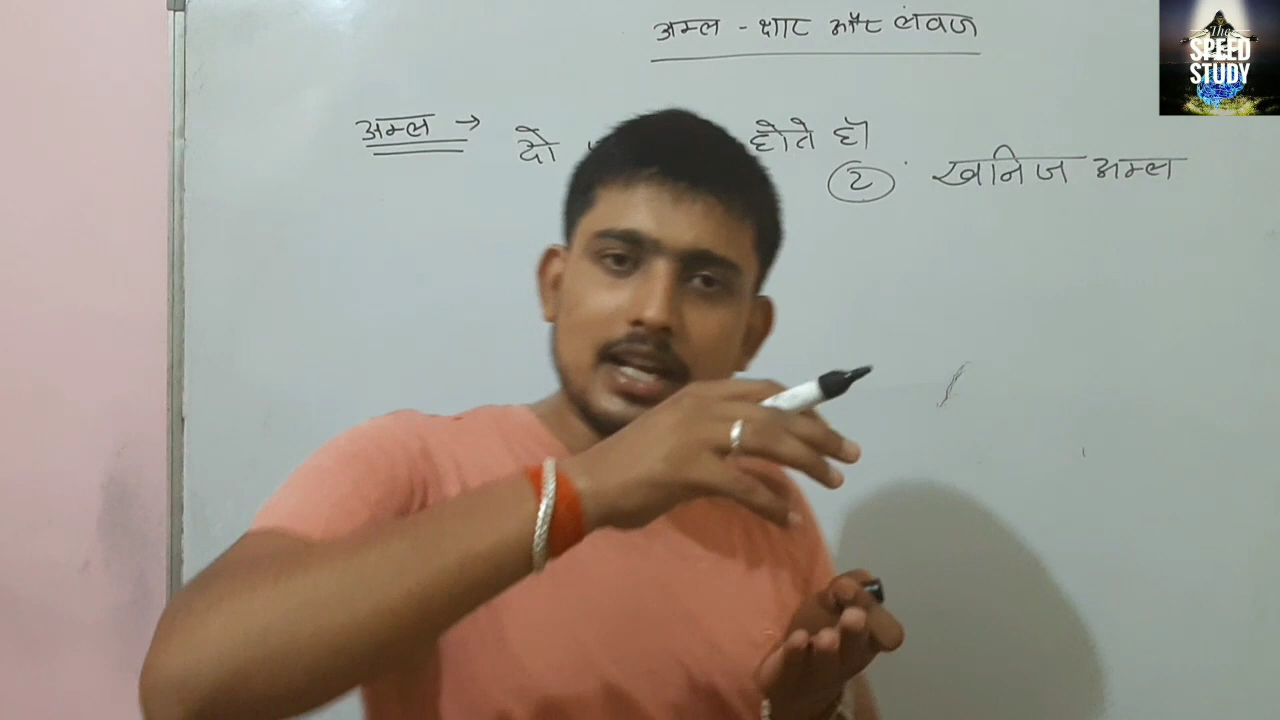 अम्ल - क्षार और लवण
The
SPEED
STUDY
अम्ल → दो होते हैं
② खनिज अम्ल